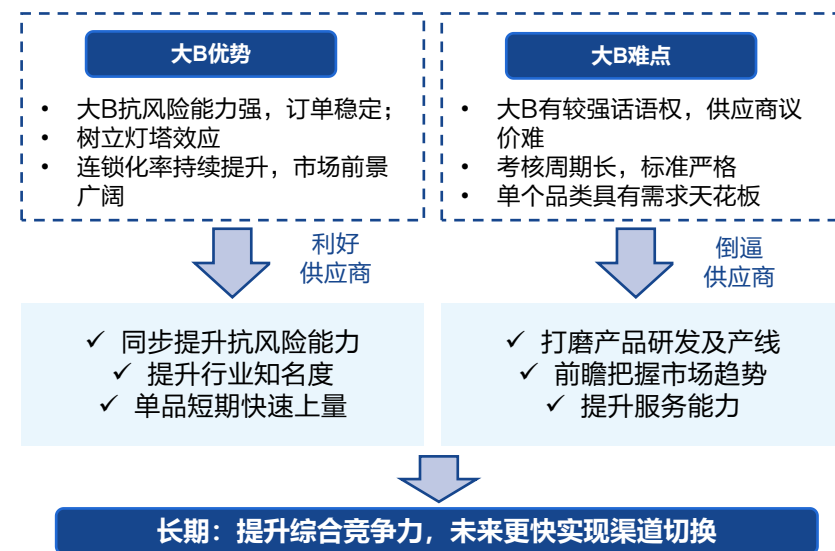 大B优势
• 大B抗风险能力强，订单稳定；
• 树立灯塔效应
• 连锁化率持续提升，市场前景
广阔
利好
供应商
✓ 同步提升抗风险能力
✓ 提升行业知名度
✓ 单品短期快速上量
大B难点
• 大B有较强话语权，供应商议
价难
• 考核周期长，标准严格
• 单个品类具有需求天花板
倒逼
供应商
✓ 打磨产品研发及产线
✓ 前瞻把握市场趋势
✓ 提升服务能力
长期：提升综合竞争力，未来更快实现渠道切换